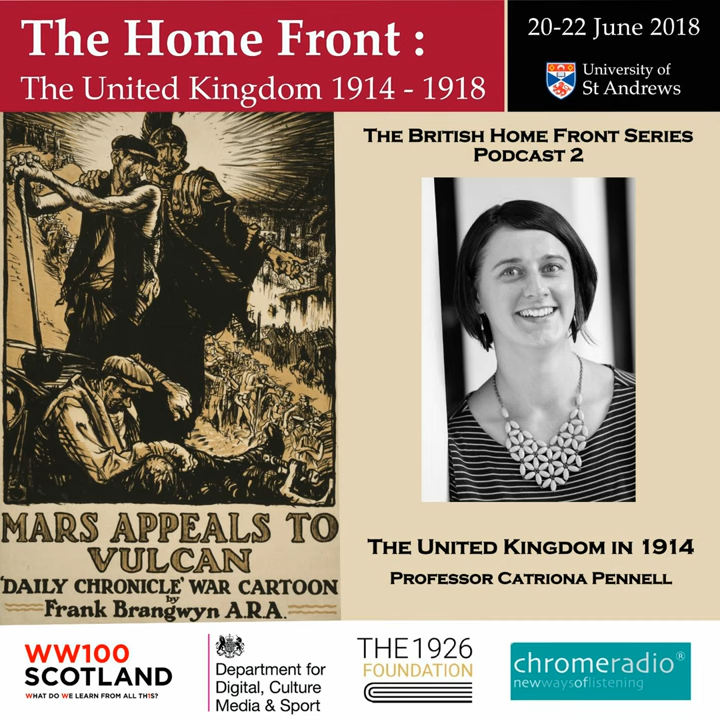 The Home Front :
The United Kingdom 1914 - 1918
20-22 June 2018
University of
St Andrews
THE BRITISH HOME FRONT SERIES
PODCAST 2
MARS APPEALS TO
VULCAN
'DAILY CHRONICLE' WAR CARTOON
by
Frank Brangwyn A.R.A.
THE UNITED KINGDOM IN 1914
PROFESSOR CATRIONA PENNELL
WW100
SCOTLAND
WHAT DO WE LEARN FROM ALL TH1S?
Department for
Digital, Culture
Media & Sport
THE1926
FOUNDATION
chromeradio®
newwaysoflistening